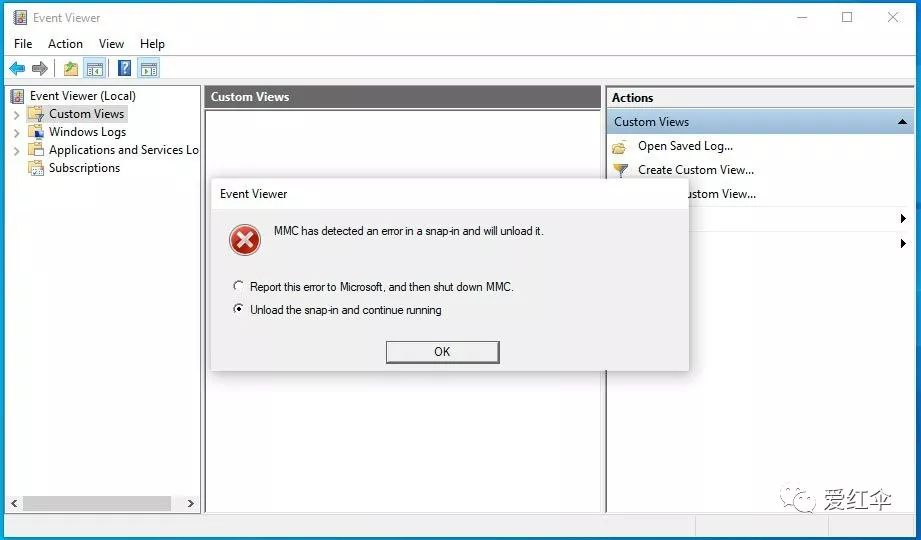 Event Viewer
File Action View Help
Event Viewer (Local)
Custom Views
Windows Logs
Applications and Services Lo
Subscriptions
Custom Views
Actions
Custom Views
Open Saved Log...
Create Custom View...
ustom View...
Event Viewer
MMC has detected an error in a snap-in and will unload it.
Report this error to Microsoft, and then shut down MMC.
Unload the snap-in and continue running
OK
爱红伞